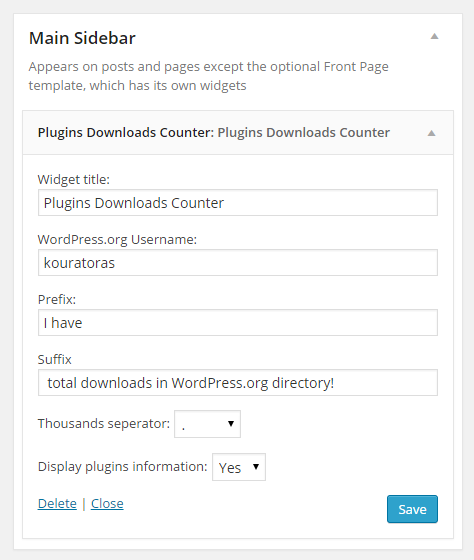 Main Sidebar
Appears on posts and pages except the optional Front Page
template, which has its own widgets
Plugins Downloads Counter: Plugins Downloads Counter
Widget title:
Plugins Downloads Counter
WordPress.org Username:
kouratoras
Prefix:
I have
Suffix
total downloads in WordPress.org directory!
Thousands seperator: .
Display plugins information: Yes
Delete | Close Save